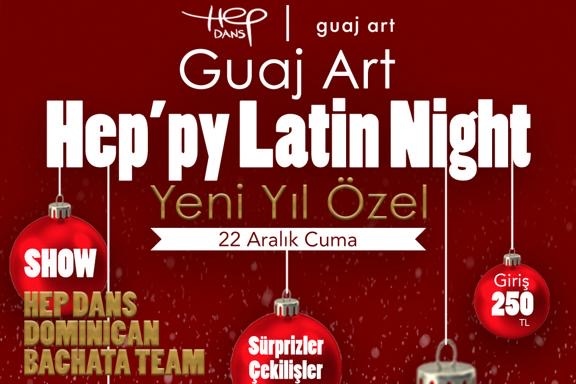 Hep DANS | guaj art
Guaj Art
Hep'py Latin Night
Yeni Yıl Özel
22 Aralık Cuma
SHOW
HEP DANS
DOMINICAN
BACHATA TEAM
Sürprizler
Çekilişler
Giriş
250
TL